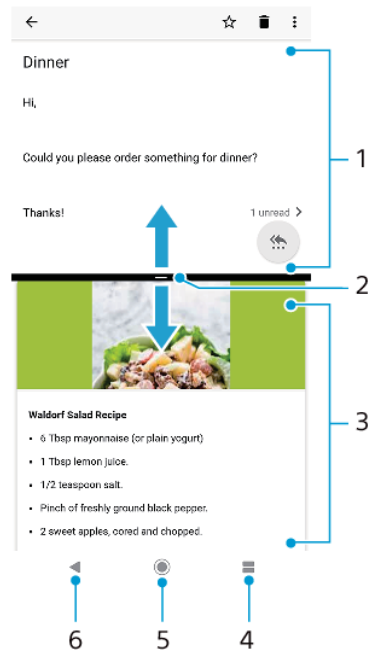 Dinner
Hi,
Could you please order something for dinner?
Thanks!
1 unread
1
2
Waldorf Salad Recipe
• 6 Tbsp mayonnaise (or plain yogurt)
• 1 Tbsp lemon juice.
• 1/2 teaspoon salt.
• Pinch of freshly ground black pepper.
• 2 sweet apples, cored and chopped.
3
6
5
4